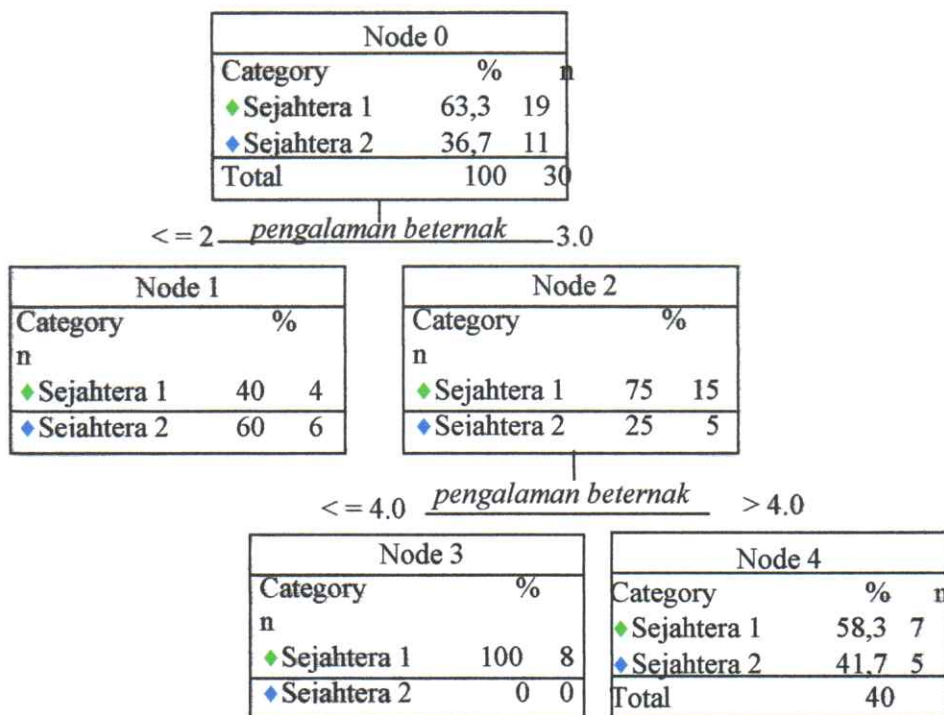 Node 0
Category % n
Sejahtera 1 63,3 19
Sejahtera 2 36,7 11
Total 100 30
< = 2 pengalaman beternak 3.0
Node 1
Category %
n
Sejahtera 1 40 4
Sejahtera 2 60 6
Node 2
Category %
n
Sejahtera 1 75 15
Sejahtera 2 25 5
< = 4.0 pengalaman beternak > 4.0
Node 3
Category %
n
Sejahtera 1 100 8
Sejahtera 2 0 0
Node 4
Category % n
Sejahtera 1 58,3 7
Sejahtera 2 41,7 5
Total 40